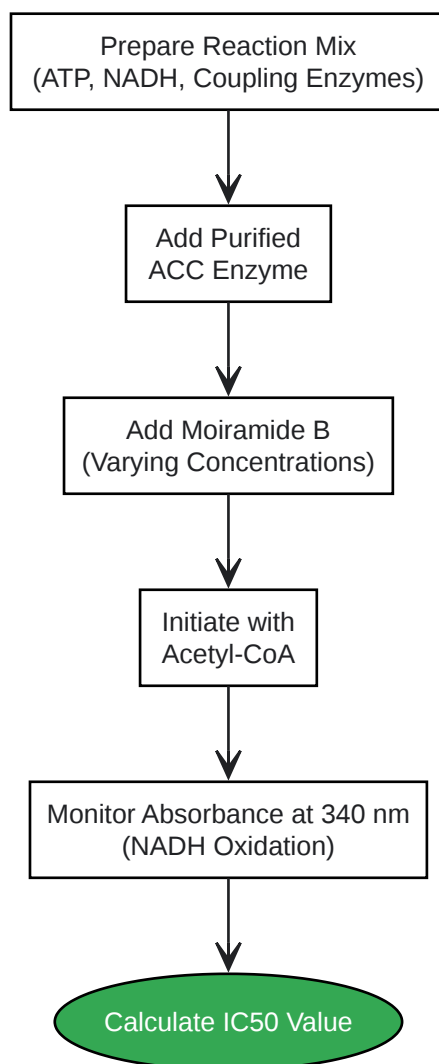 Prepare Reaction Mix
(ATP, NADH, Coupling Enzymes)
Add Purified
ACC Enzyme
Add Moiramide B
(Varying Concentrations)
Initiate with
Acetyl-CoA
Monitor Absorbance at 340 nm
(NADH Oxidation)
Calculate IC50 Value